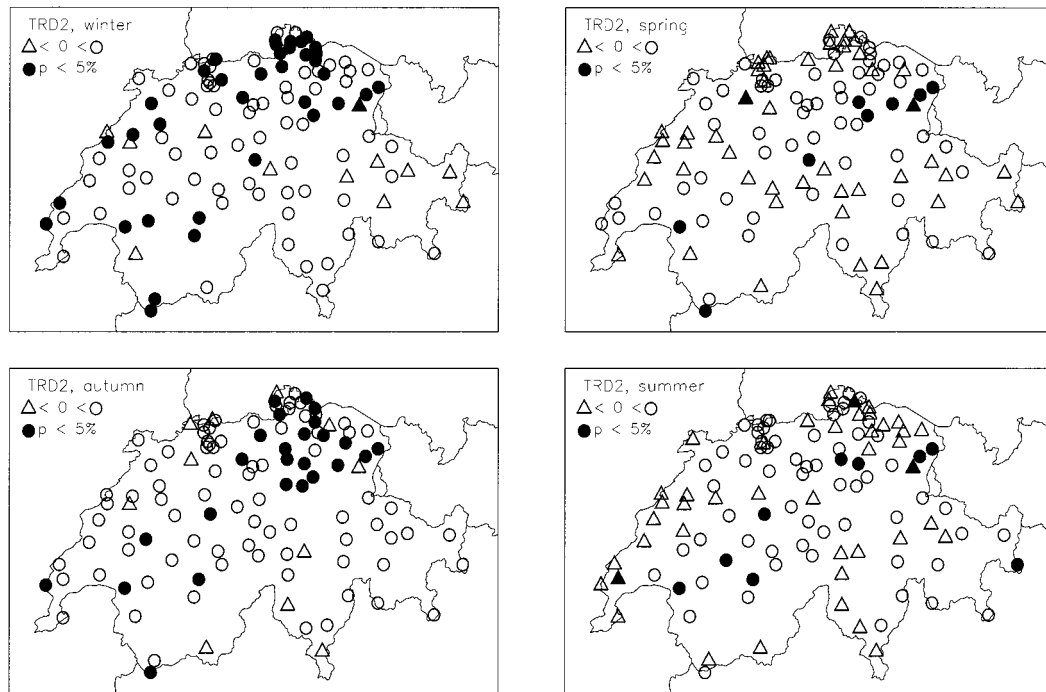 TRD2, winter
△ < 0 < ○
● p < 5%
TRD2, spring
△ < 0 < ○
● p < 5%
TRD2, autumn
△ < 0 < ○
● p < 5%
TRD2, summer
△ < 0 < ○
● p < 5%